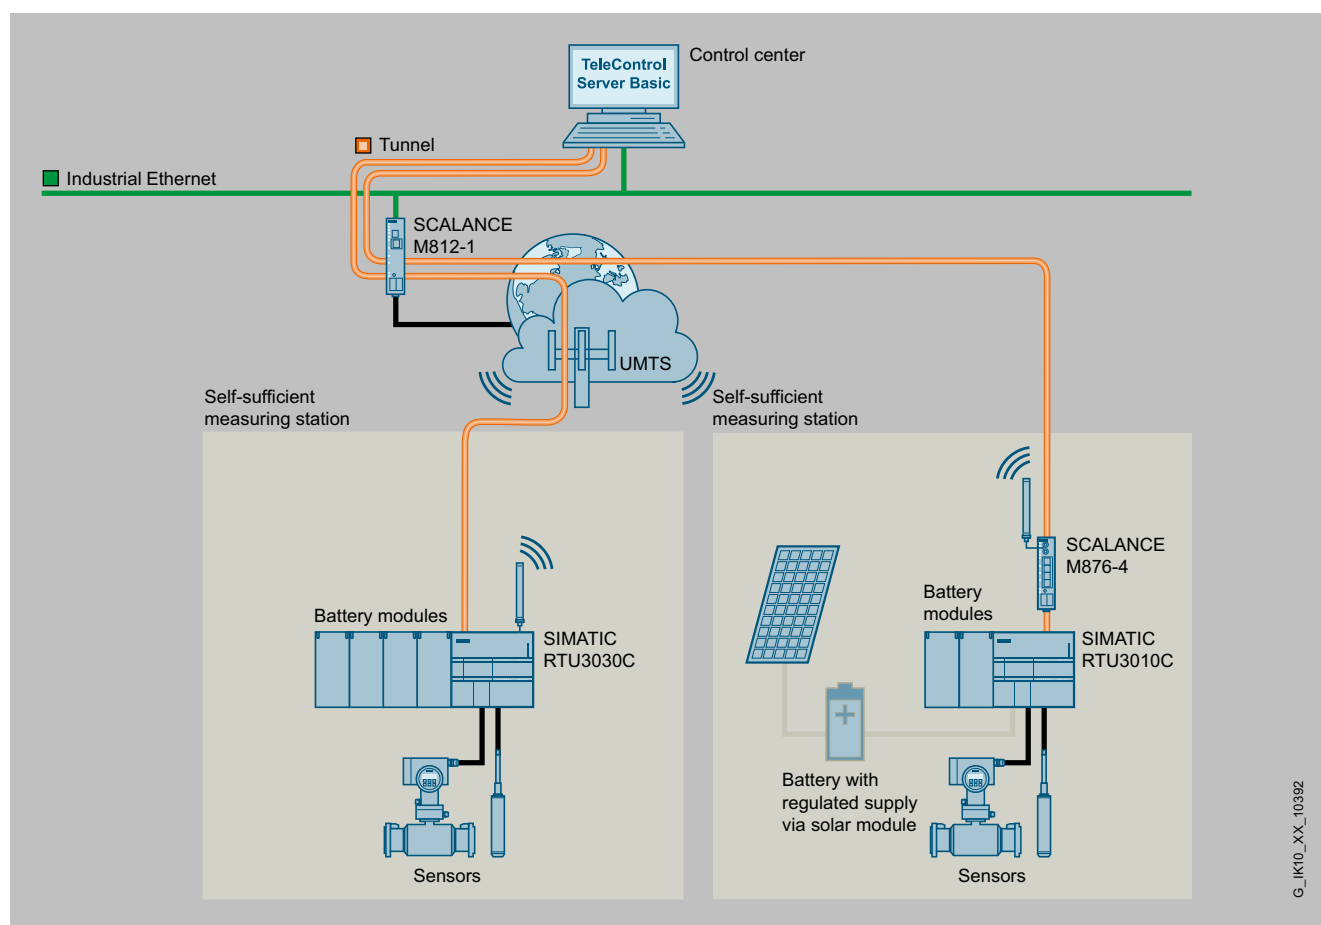 TeleControl
Server Basic
Control center
Tunnel
Industrial Ethernet
SCALANCE
M812-1
UMTS
Self-sufficient
measuring station
Self-sufficient
measuring station
SCALANCE
M876-4
Battery modules
SIMATIC
RTU3030C
Battery
modules
SIMATIC
RTU3010C
Battery with
regulated supply
via solar module
Sensors
Sensors
G_IK10_XX_10392